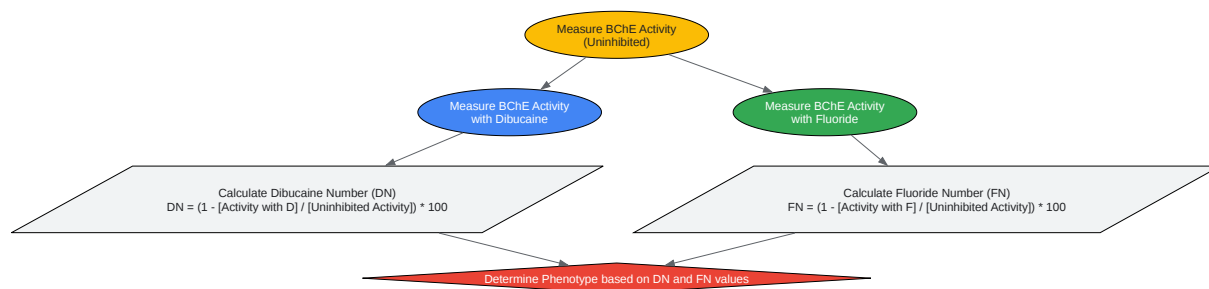 Measure BChE Activity
(Uninhibited)
Measure BChE Activity
with Dibucaine
Measure BChE Activity
with Fluoride
Calculate Dibucaine Number (DN)
DN = (1 - [Activity with D] / [Uninhibited Activity]) * 100
Calculate Fluoride Number (FN)
FN = (1 - [Activity with F] / [Uninhibited Activity]) * 100
Determine Phenotype based on DN and FN values